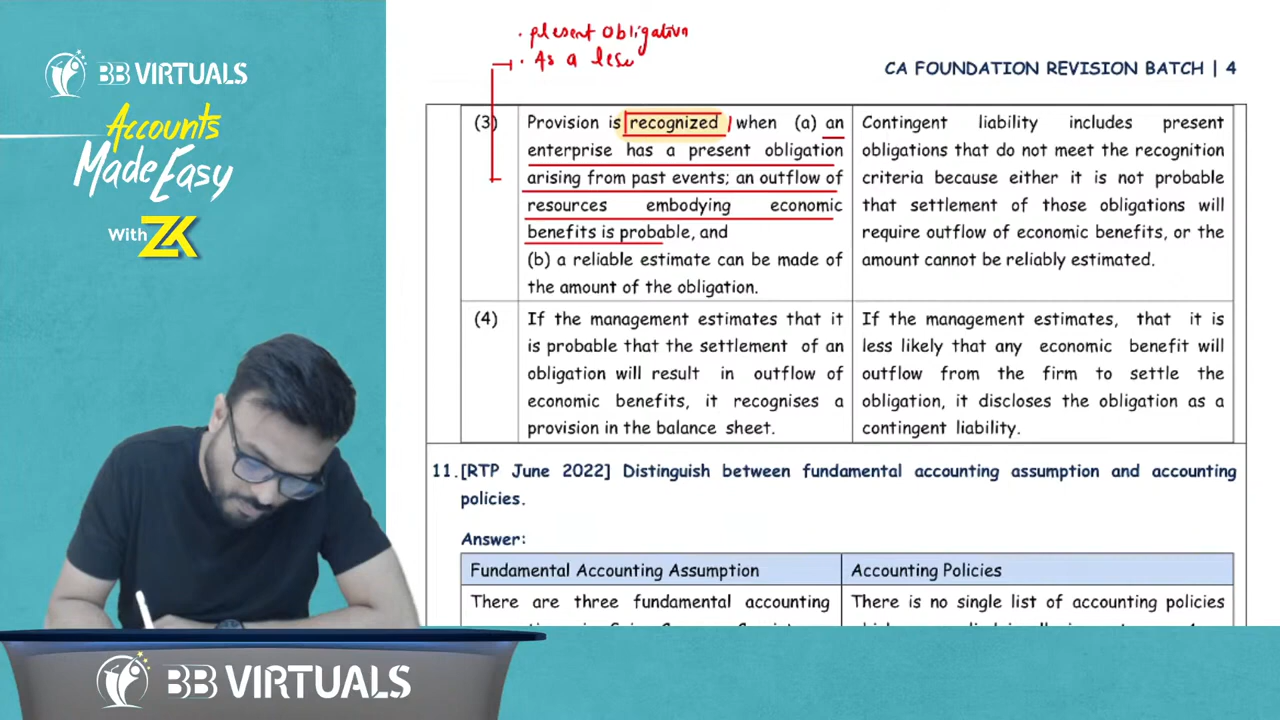 • present obligation
• As a resu
BB VIRTUALS
Accounts
Made Easy
With ZK
CA FOUNDATION REVISION BATCH | 4
(3)
Provision is recognized when (a) an
enterprise has a present obligation
arising from past events; an outflow of
resources embodying economic
benefits is probable, and
(b) a reliable estimate can be made of
the amount of the obligation.
Contingent liability includes present
obligations that do not meet the recognition
criteria because either it is not probable
that settlement of those obligations will
require outflow of economic benefits, or the
amount cannot be reliably estimated.
(4)
If the management estimates that it
is probable that the settlement of an
obligation will result in outflow of
economic benefits, it recognises a
provision in the balance sheet.
If the management estimates, that it is
less likely that any economic benefit will
outflow from the firm to settle the
obligation, it discloses the obligation as a
contingent liability.
11. [RTP June 2022] Distinguish between fundamental accounting assumption and accounting
policies.
Answer:
Fundamental Accounting Assumption
Accounting Policies
There are three fundamental accounting
There is no single list of accounting policies
BB VIRTUALS